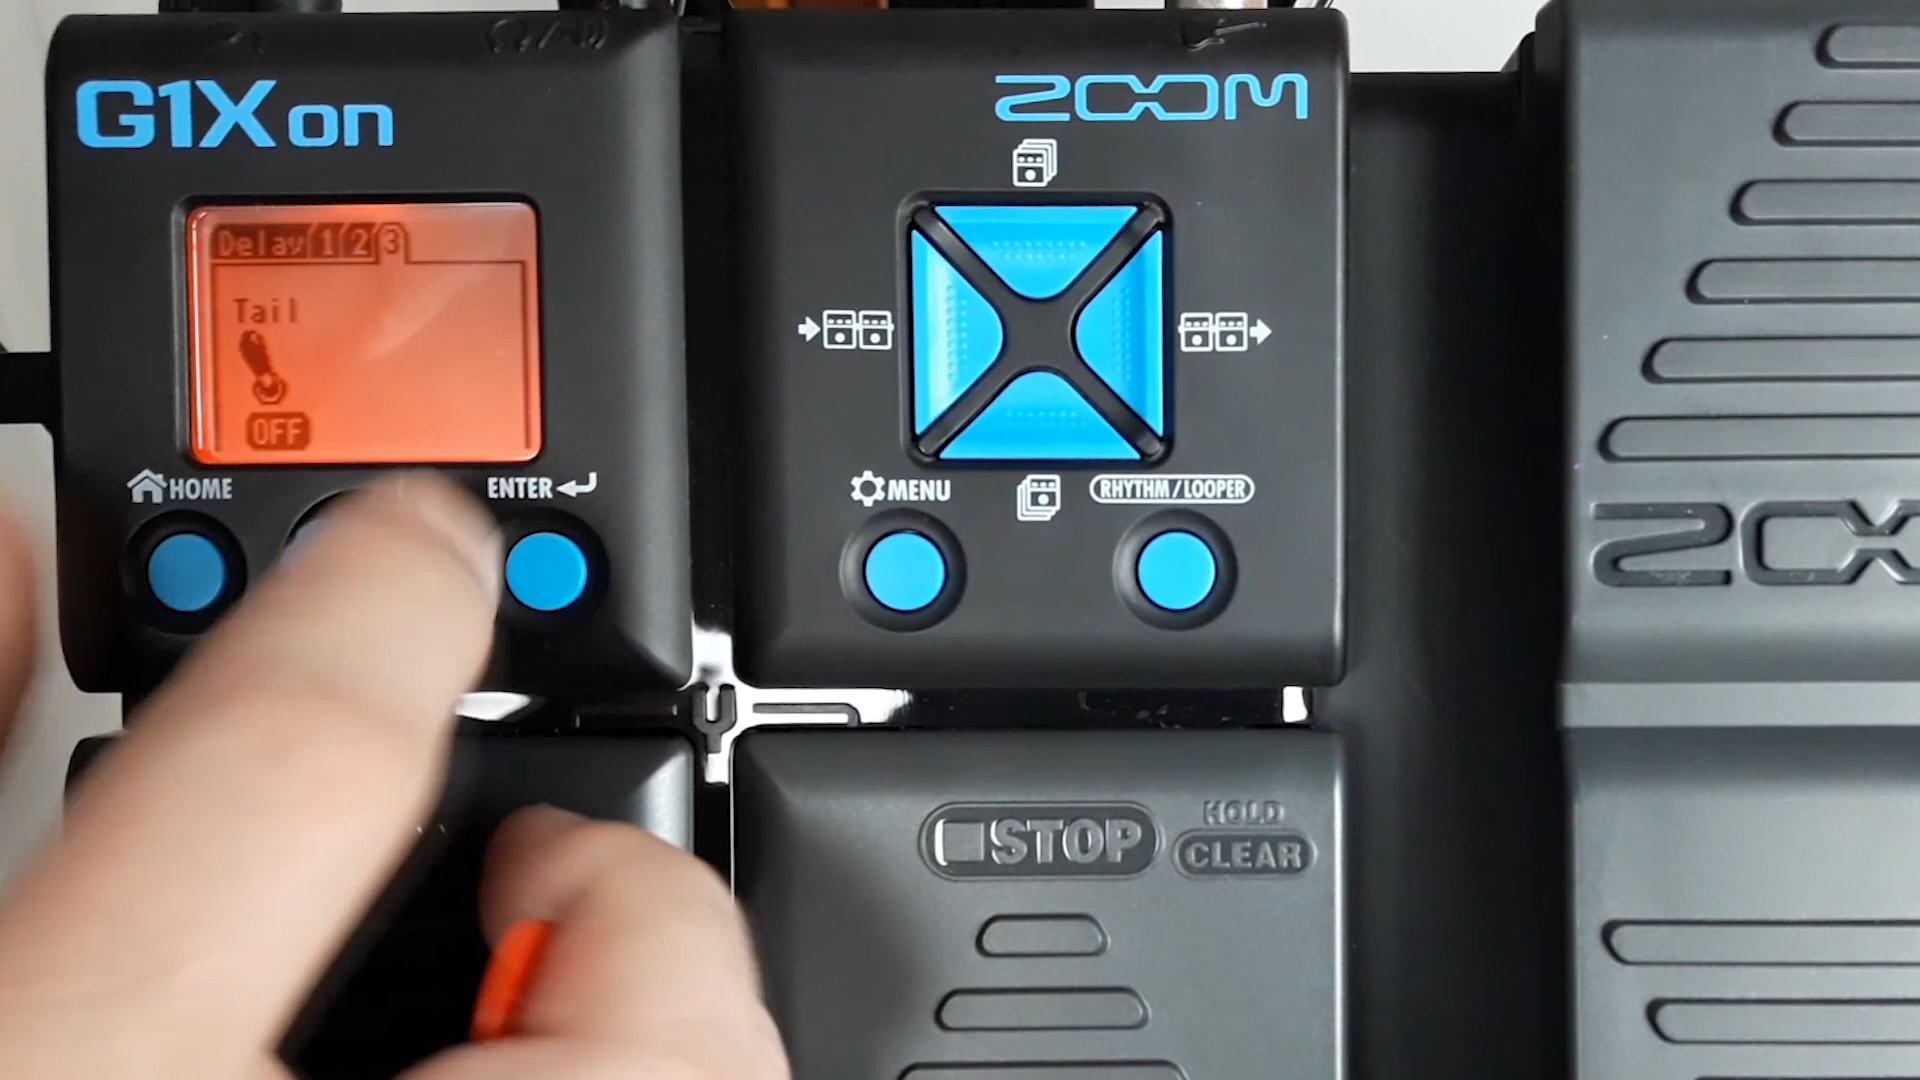 G1X on
ZOOM
Delay 1 2 3
Tail
OFF
HOME
ENTER
MENU
RHYTHM/LOOPER
STOP
HOLD
CLEAR